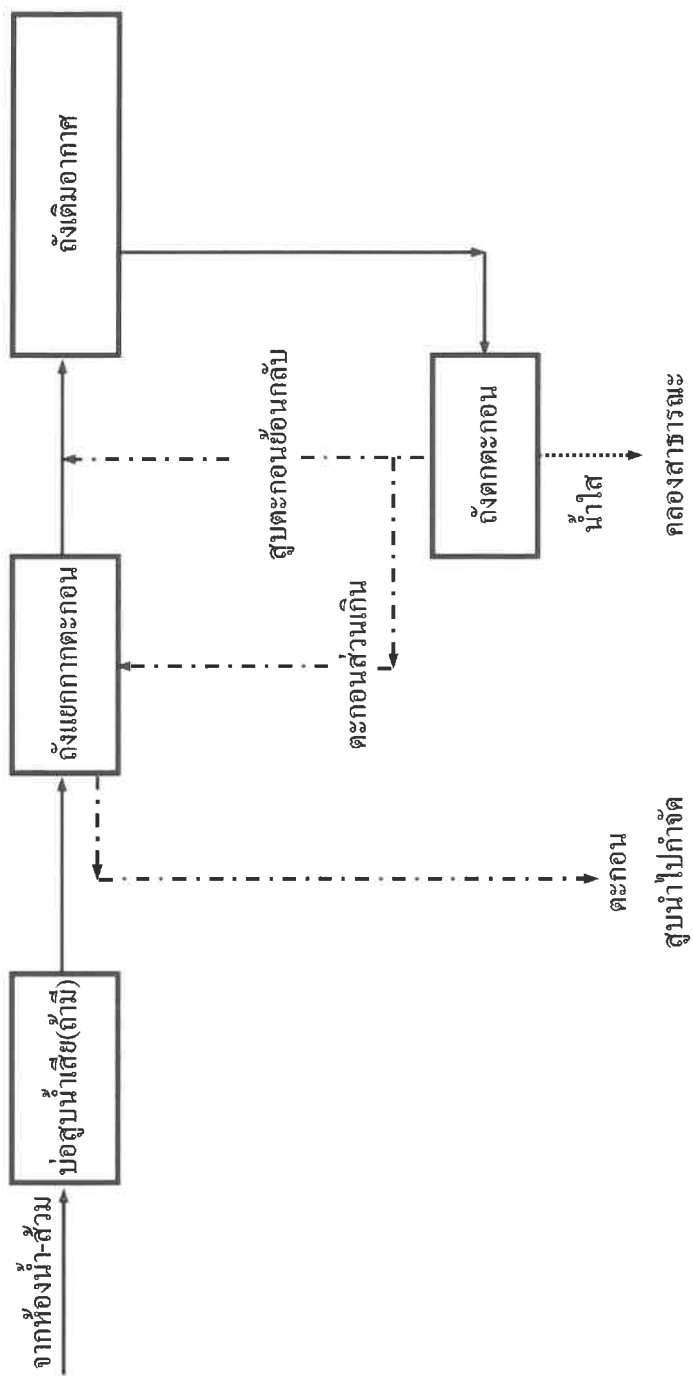 จากห้องน้ำ-ส้วม
บ่อสูบน้ำเสีย(ถ้ามี)
ถังแยกกากตะกอน
ถังเติมอากาศ
ตะกอนส่วนเกิน
สูบตะกอนย้อนกลับ
ถังตกตะกอน
น้ำใส
คลองสาธารณะ
ตะกอน
สูบนำไปกำจัด